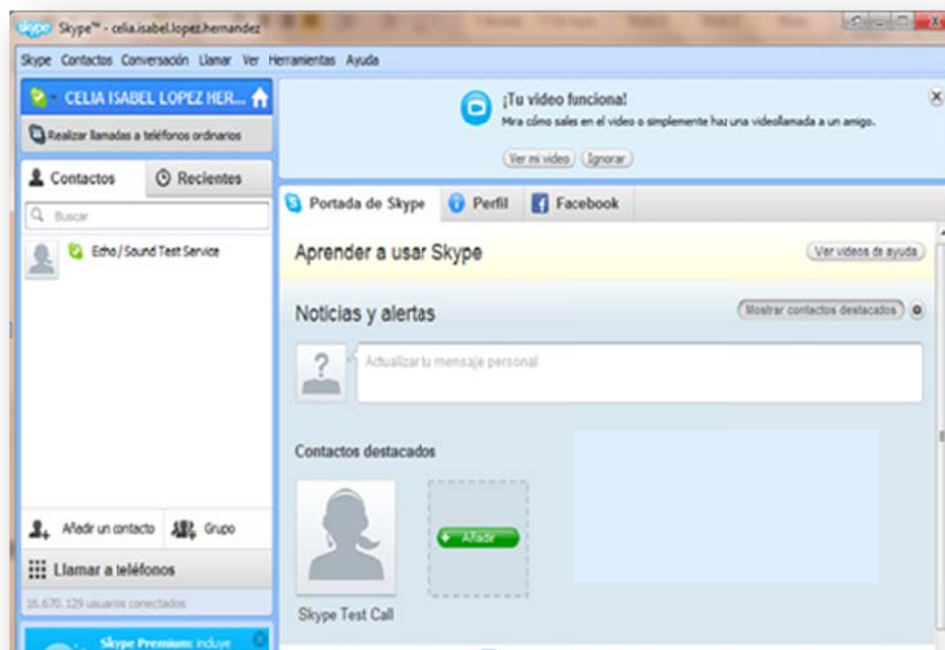 skype Skype™ - celia.isabel.lopez.hernandez
Skype Contactos Conversación Llamar Ver Herramientas Ayuda
CELIA ISABEL LOPEZ HER...
Realizar llamadas a teléfonos ordinarios
Contactos Recientes
Buscar
Echo / Sound Test Service
Añadir un contacto Grupo
Llamar a teléfonos
16.670.129 usuarios conectados
Skype Premium: incluye
¡Tu video funciona!
Mira cómo sales en el video o simplemente haz una videollamada a un amigo.
Ver mi video Ignorar
Portada de Skype Perfil Facebook
Aprender a usar Skype Ver videos de ayuda
Noticias y alertas Mostrar contactos destacados
Actualizar tu mensaje personal
Contactos destacados
+ Añadir
Skype Test Call